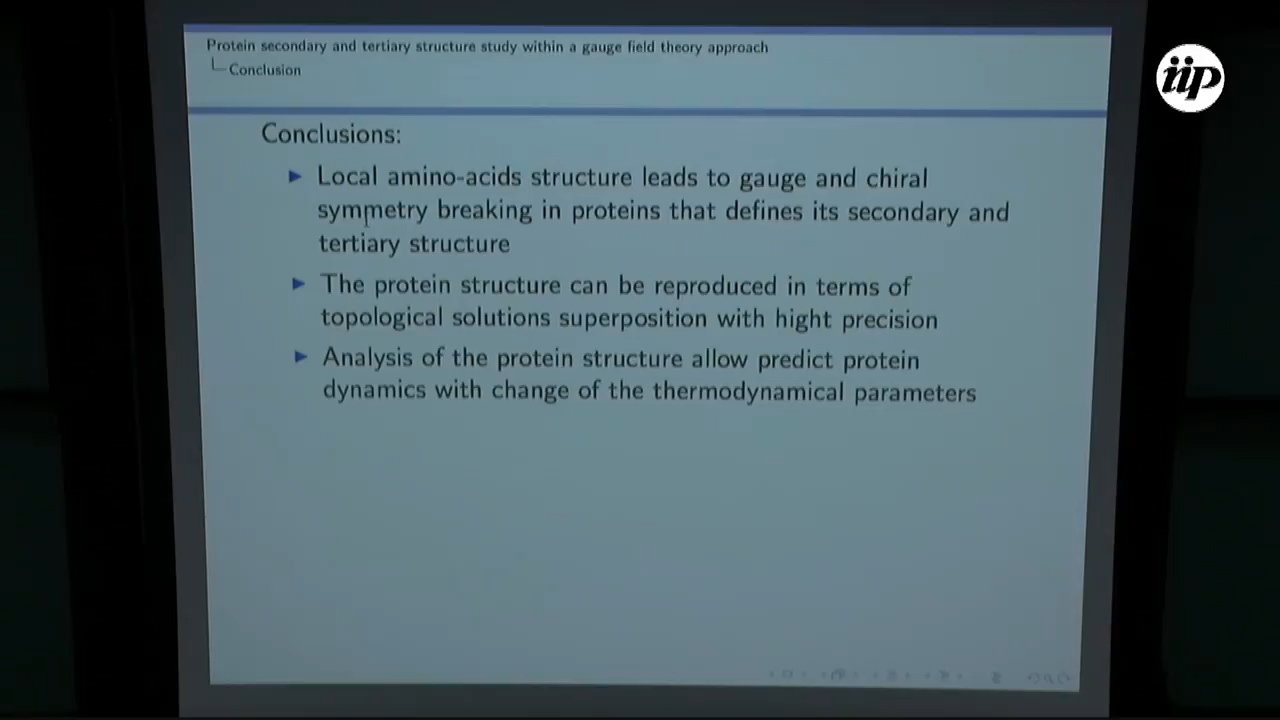 Protein secondary and tertiary structure study within a gauge field theory approach
Conclusion
iip
Conclusions:
Local amino-acids structure leads to gauge and chiral
symmetry breaking in proteins that defines its secondary and
tertiary structure
The protein structure can be reproduced in terms of
topological solutions superposition with hight precision
Analysis of the protein structure allow predict protein
dynamics with change of the thermodynamical parameters